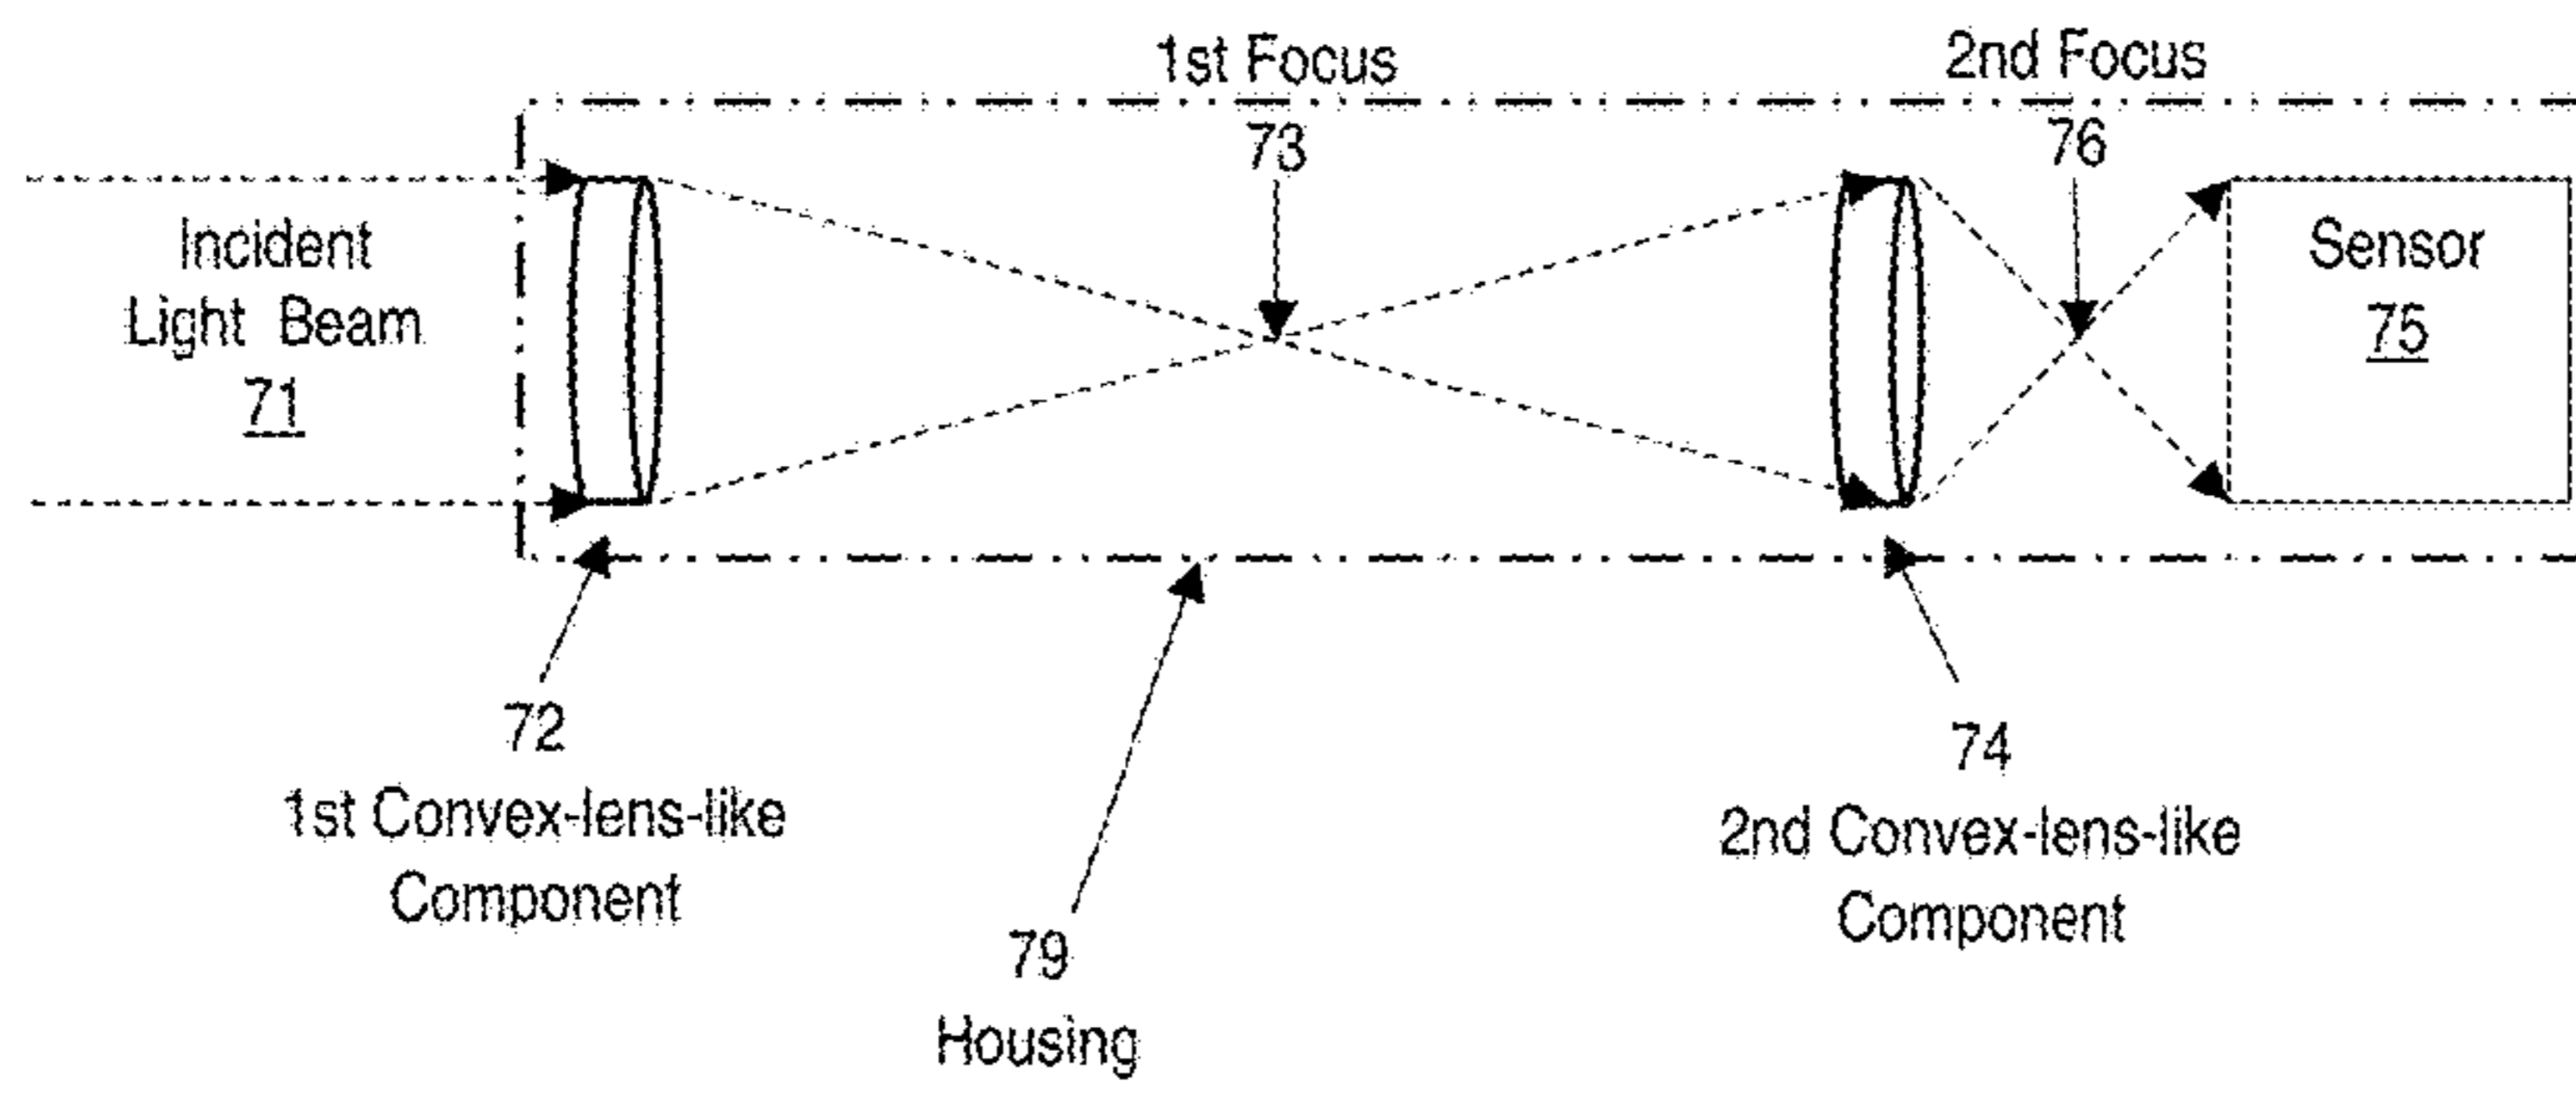 1st Focus
73
2nd Focus
76
Incident
Light Beam
71
Sensor
75
72
1st Convex-lens-like
Component
79
Housing
74
2nd Convex-lens-like
Component